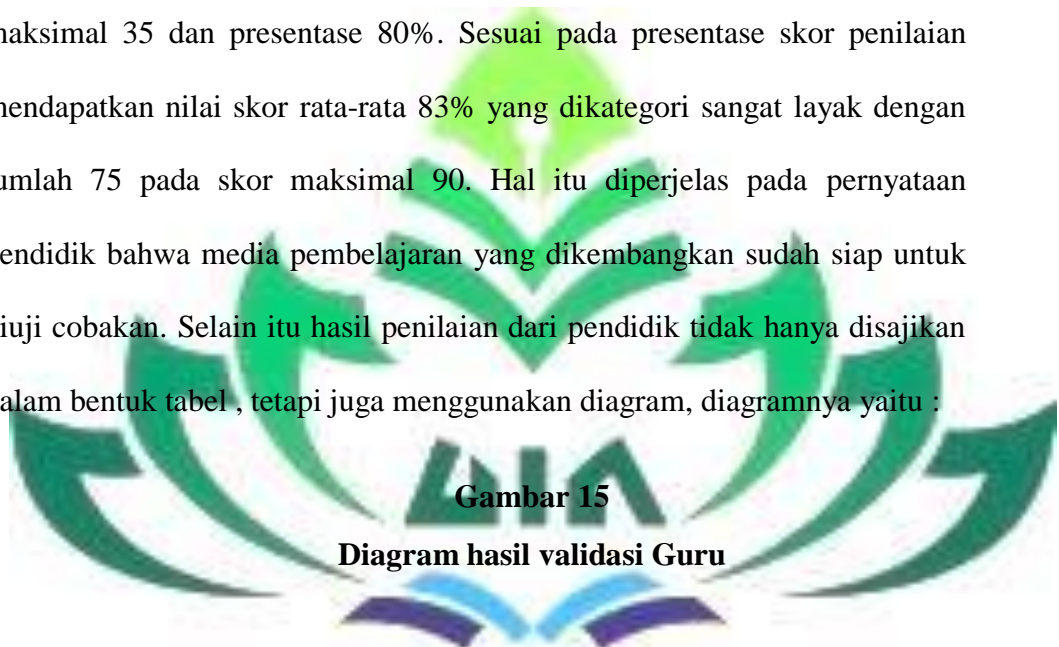 naksimal 35 dan presentase 80%. Sesuai pada presentase skor penilaian
nendapatkan nilai skor rata-rata 83% yang dikategori sangat layak dengan
umlah 75 pada skor maksimal 90. Hal itu diperjelas pada pernyataan
endidik bahwa media pembelajaran yang dikembangkan sudah siap untuk
iuji cobakan. Selain itu hasil penilaian dari pendidik tidak hanya disajikan
alam bentuk tabel , tetapi juga menggunakan diagram, diagramnya yaitu :
Gambar 15
Diagram hasil validasi Guru